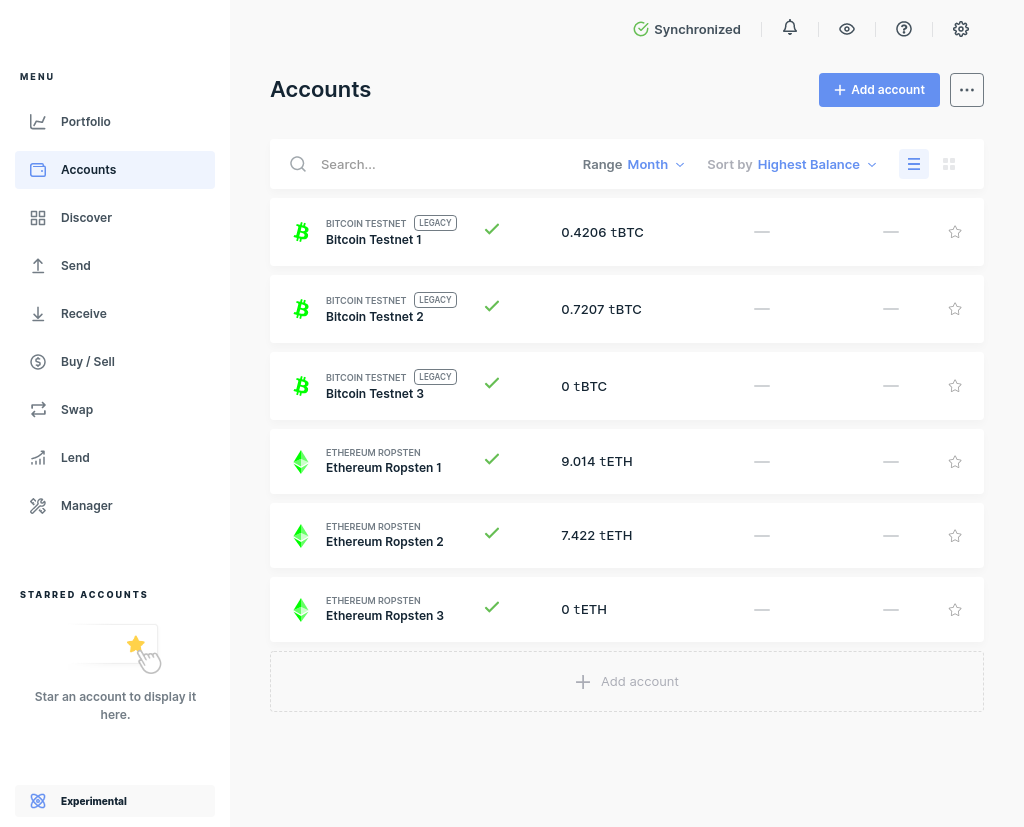 Synchronized
MENU
Portfolio
Accounts
Discover
Send
Receive
Buy / Sell
Swap
Lend
Manager
STARRED ACCOUNTS
Star an account to display it
here.
Experimental
Accounts
Add account
Search...
Range Month
Sort by Highest Balance
BITCOIN TESTNET LEGACY
Bitcoin Testnet 1
0.4206 tBTC
BITCOIN TESTNET LEGACY
Bitcoin Testnet 2
0.7207 tBTC
BITCOIN TESTNET LEGACY
Bitcoin Testnet 3
0 tBTC
ETHEREUM ROPSTEN
Ethereum Ropsten 1
9.014 tETH
ETHEREUM ROPSTEN
Ethereum Ropsten 2
7.422 tETH
ETHEREUM ROPSTEN
Ethereum Ropsten 3
0 tETH
Add account